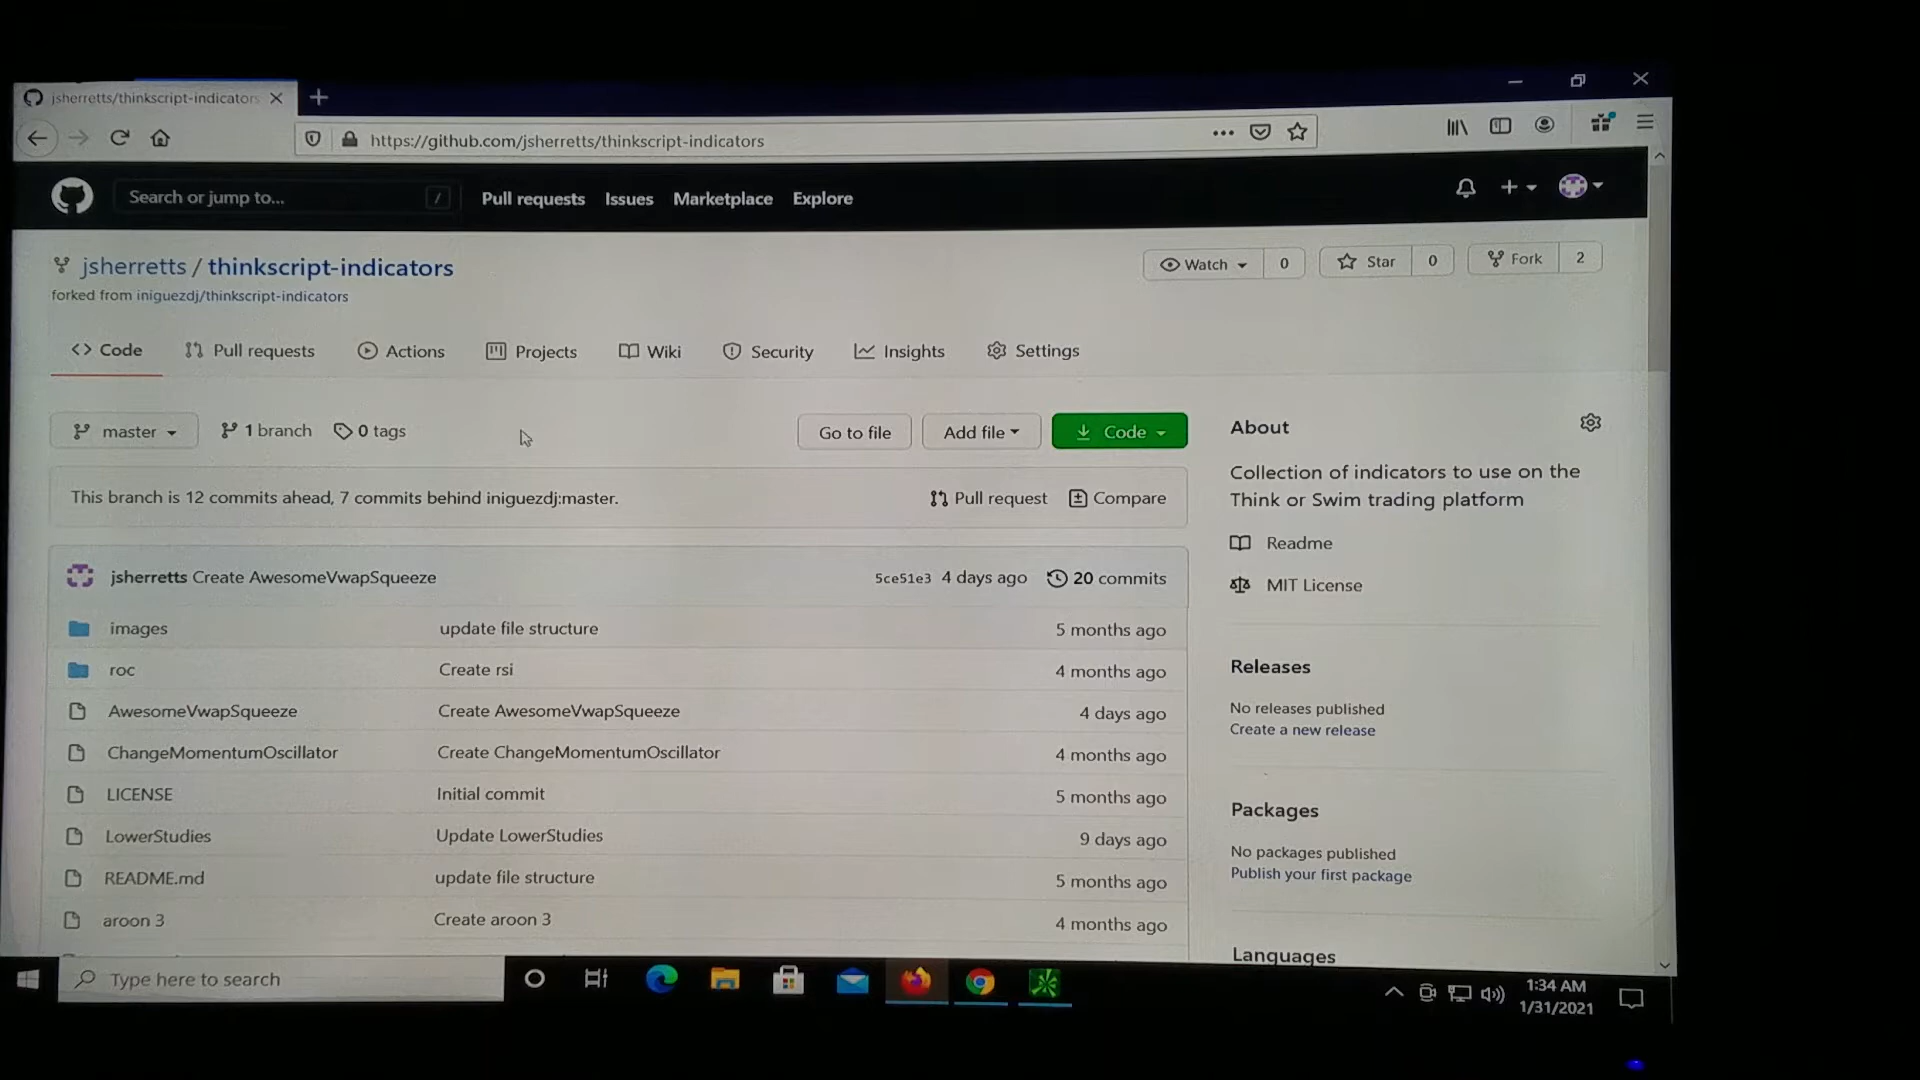 jsherretts/thinkscript-indicators
https://github.com/jsherretts/thinkscript-indicators
Search or jump to... /
Pull requests Issues Marketplace Explore
jsherretts / thinkscript-indicators
forked from iniguezdj/thinkscript-indicators
Watch 0 Star 0 Fork 2
Code Pull requests Actions Projects Wiki Security Insights Settings
master 1 branch 0 tags Go to file Add file Code
This branch is 12 commits ahead, 7 commits behind iniguezdj:master. Pull request Compare
jsherretts Create AwesomeVwapSqueeze 5ce51e3 4 days ago 20 commits
images update file structure 5 months ago
roc Create rsi 4 months ago
AwesomeVwapSqueeze Create AwesomeVwapSqueeze 4 days ago
ChangeMomentumOscillator Create ChangeMomentumOscillator 4 months ago
LICENSE Initial commit 5 months ago
LowerStudies Update LowerStudies 9 days ago
README.md update file structure 5 months ago
aroon 3 Create aroon 3 4 months ago
About
Collection of indicators to use on the
Think or Swim trading platform
Readme
MIT License
Releases
No releases published
Create a new release
Packages
No packages published
Publish your first package
Languages
Type here to search
1:34 AM
1/31/2021